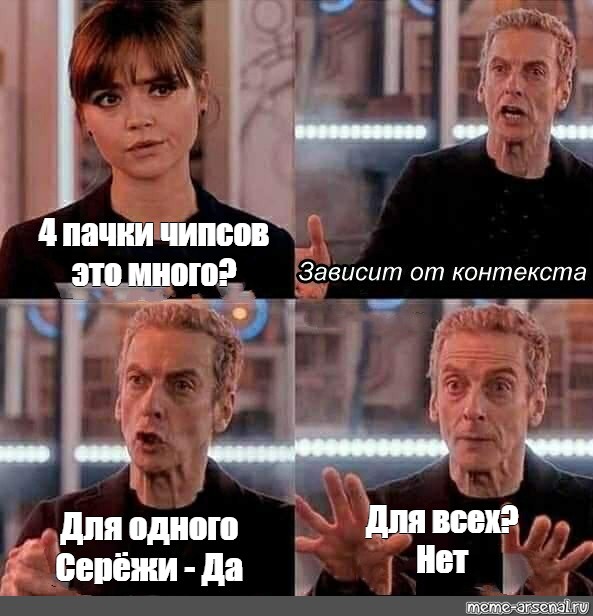 4 пачки чипсов
это много?
Зависит от контекста
Для одного
Серёжи - Да
Для всех?
Нет
meme-arsenal.ru